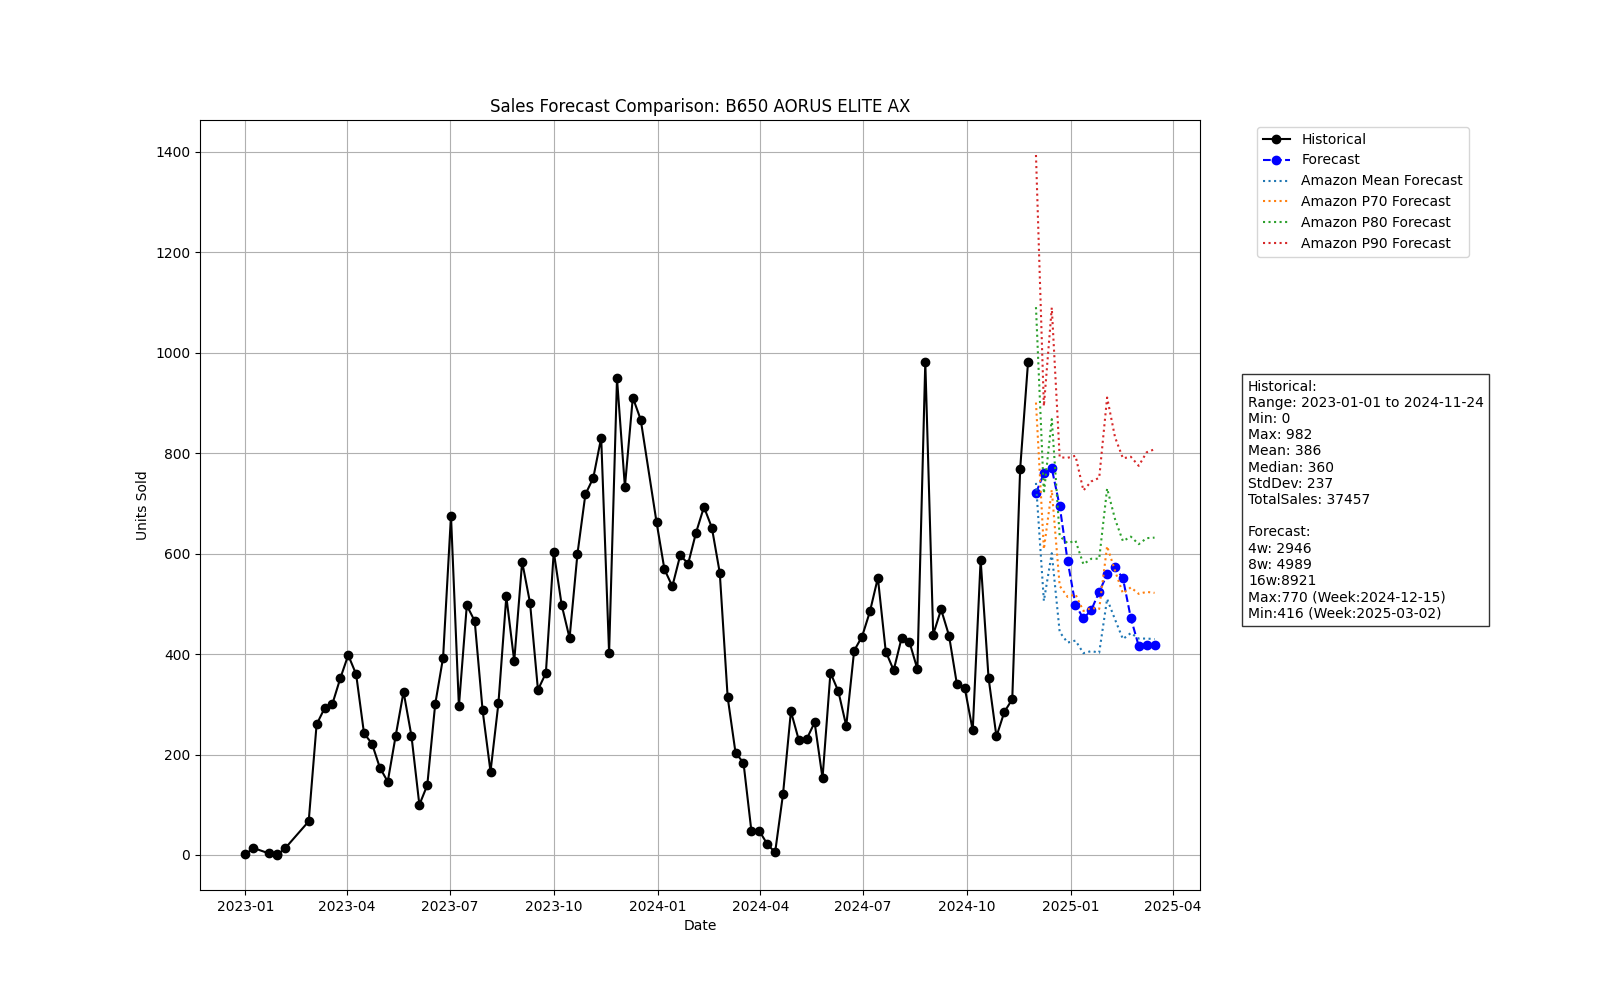 Sales Forecast Comparison: B650 AORUS ELITE AX
Units Sold
1400
1200
1000
800
600
400
200
0
2023-01
2023-04
2023-07
2023-10
2024-01
2024-04
2024-07
2024-10
2025-01
2025-04
Date
Historical
Forecast
Amazon Mean Forecast
Amazon P70 Forecast
Amazon P80 Forecast
Amazon P90 Forecast
Historical:
Range: 2023-01-01 to 2024-11-24
Min: 0
Max: 982
Mean: 386
Median: 360
StdDev: 237
TotalSales: 37457
Forecast:
4w: 2946
8w: 4989
16w:8921
Max:770 (Week:2024-12-15)
Min:416 (Week:2025-03-02)